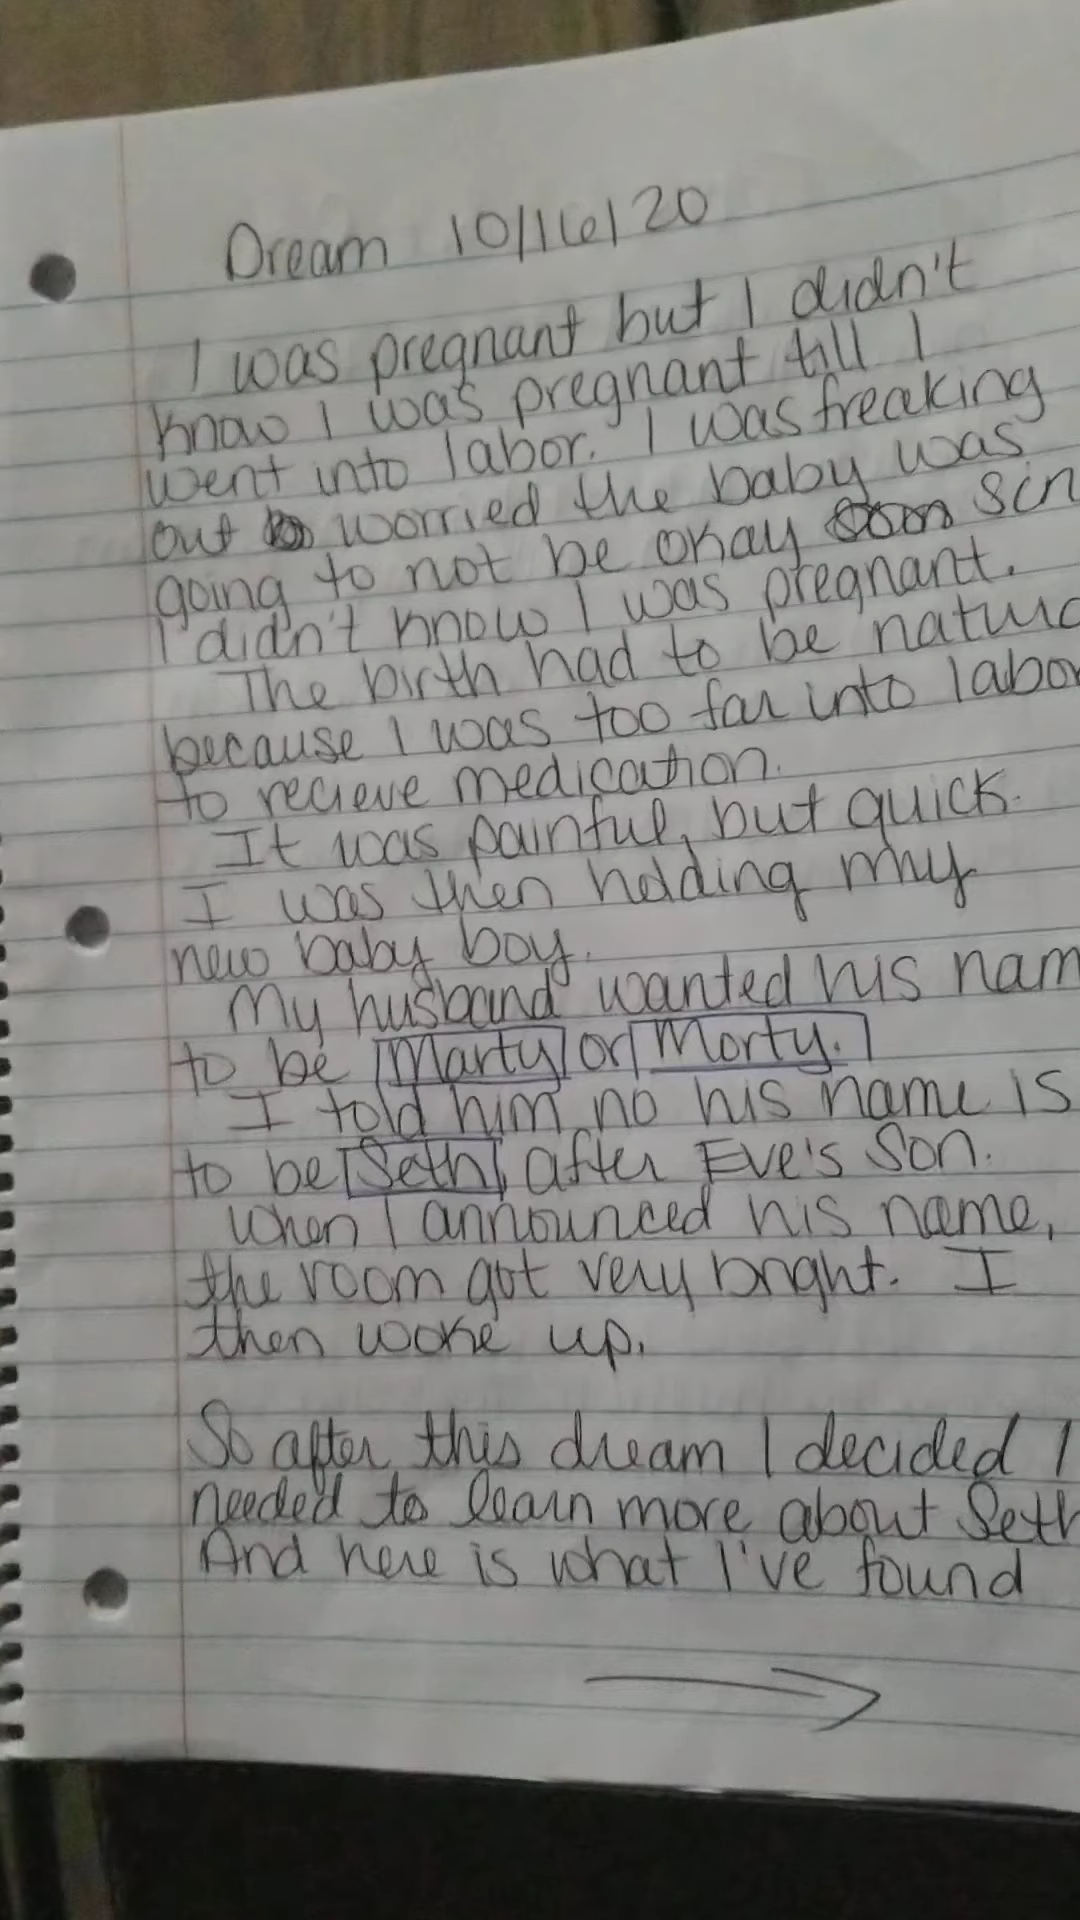 Dream 10/16/20
I was pregnant but I didn't
know I was pregnant till I
went into labor. I was freaking
out worried the baby was
going to not be okay sin
I didn't know I was pregnant.
The birth had to be natura
because I was too far into labor
to recieve medication.
It was painful, but quick.
I was then holding my
new baby boy.
My husband wanted his nam
to be Marty or Morty.
I told him no his name is
to be Seth, after Eve's Son.
When I announced his name,
the room got very bright. I
then woke up.
So after this dream I decided I
needed to learn more about Seth
And here is what I've found